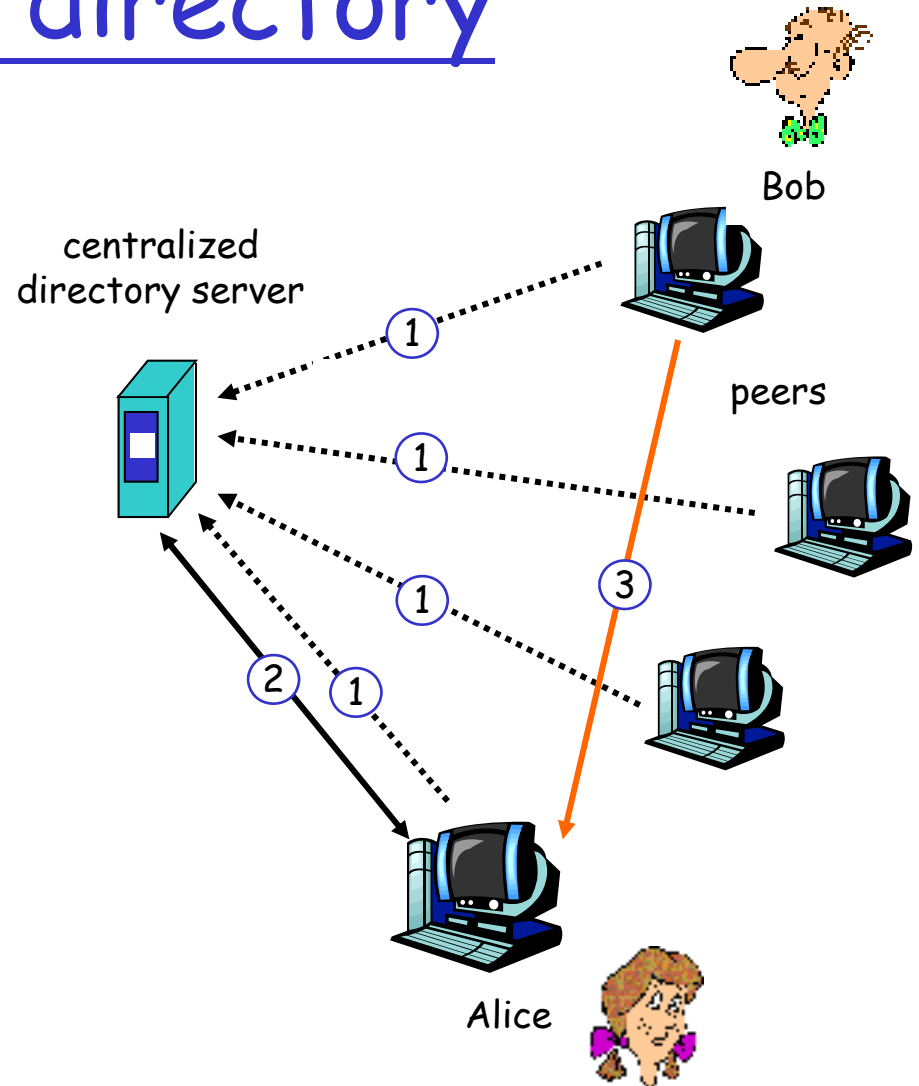 directory
Bob
centralized
directory server
1
peers
1
3
1
2
1
Alice